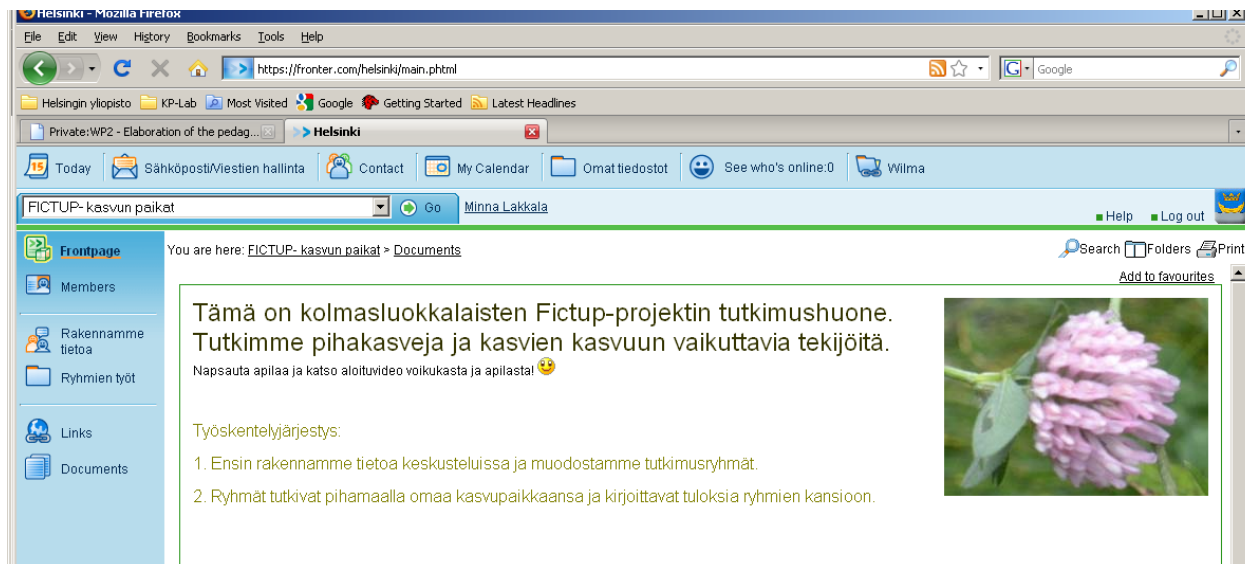 Helsinki - Mozilla Firefox
File Edit View History Bookmarks Tools Help
https://fronter.com/helsinki/main.phtml
G Google
Helsingin yliopisto KP-Lab Most Visited Google Getting Started Latest Headlines
Private:WP2 - Elaboration of the pedag... Helsinki
15 Today Sähköposti/Viestien hallinta Contact My Calendar Omat tiedostot See who's online:0 Wilma
FICTUP- kasvun paikat Go Minna Lakkala
Help Log out
Frontpage
Members
Rakennamme
tietoa
Ryhmien työt
Links
Documents
You are here: FICTUP- kasvun paikat > Documents
Search Folders Print
Add to favourites
Tämä on kolmasluokkalaisten Fictup-projektin tutkimushuone.
Tutkimme pihakasveja ja kasvien kasvuun vaikuttavia tekijöitä.
Napsauta apilaa ja katso aloituvideo voikukasta ja apilasta!
Työskentelyjärjestys:
1. Ensin rakennamme tietoa keskusteluissa ja muodostamme tutkimusryhmät.
2. Ryhmät tutkivat pihamaalla omaa kasvupaikkaansa ja kirjoittavat tuloksia ryhmien kansioon.